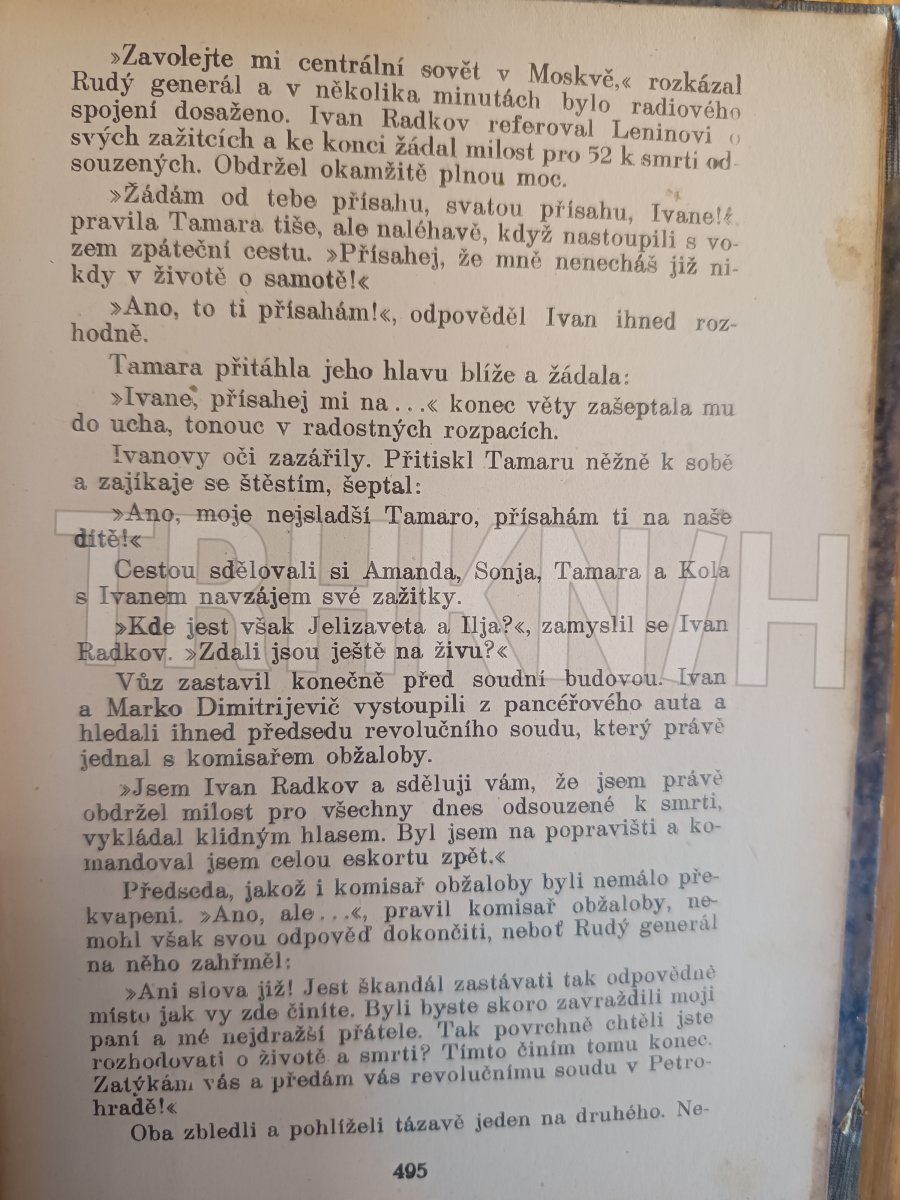 »Zavolejte mi centrální sovět v Moskvě,« rozkázal
Rudý generál a v několika minutách bylo radiového
spojení dosaženo. Ivan Radkov referoval Leninovi o
svých zažitcích a ke konci žádal milost pro 52 k smrti od-
souzených. Obdržel okamžitě plnou moc.
»Žádám od tebe přísahu, svatou přísahu, Ivane!«
pravila Tamara tiše, ale naléhavě, když nastoupili s vo-
zem zpáteční cestu. »Přísahej, že mně nenecháš již ni-
kdy v životě o samotě!«
»Ano, to ti přísahám!«, odpověděl Ivan ihned roz-
hodně.
Tamara přitáhla jeho hlavu blíže a žádala:
»Ivane, přísahej mi na...« konec věty zašeptala mu
do ucha, tonouc v radostných rozpacích.
Ivanovy oči zazářily. Přitiskl Tamaru něžně k sobě
a zajíkaje se štěstím, šeptal:
»Ano, moje nejsladší Tamaro, přísahám ti na naše
dítě!«
Cestou sdělovali si Amanda, Sonja, Tamara a Kola
s Ivanem navzájem své zažitky.
»Kde jest však Jelizaveta a Ilja?«, zamyslil se Ivan
Radkov. »Zdali jsou ještě na živu?«
Vůz zastavil konečně před soudní budovou. Ivan
a Marko Dimitrijevič vystoupili z pancéřového auta a
hledali ihned předsedu revolučního soudu, který právě
jednal s komisařem obžaloby.
»Jsem Ivan Radkov a sděluji vám, že jsem právě
obdržel milost pro všechny dnes odsouzené k smrti,
vykládal klidným hlasem. Byl jsem na popravišti a ko-
mandoval jsem celou eskortu zpět.«
Předseda, jakož i komisař obžaloby byli nemálo pře-
kvapeni. »Ano, ale...«, pravil komisař obžaloby, ne-
mohl však svou odpověď dokončiti, neboť Rudý generál
na něho zahřměl:
»Ani slova již! Jest škandál zastávati tak odpovědné
místo jak vy zde činíte. Byli byste skoro zavraždili moji
paní a mé nejdražší přátele. Tak povrchně chtěli jste
rozhodovati o životě a smrti? Tímto činím tomu konec.
Zatýkám vás a předám vás revolučnímu soudu v Petro-
hradě!«
Oba zbledli a pohlíželi tázavě jeden na druhého. Ne-
495
TRHKNIH